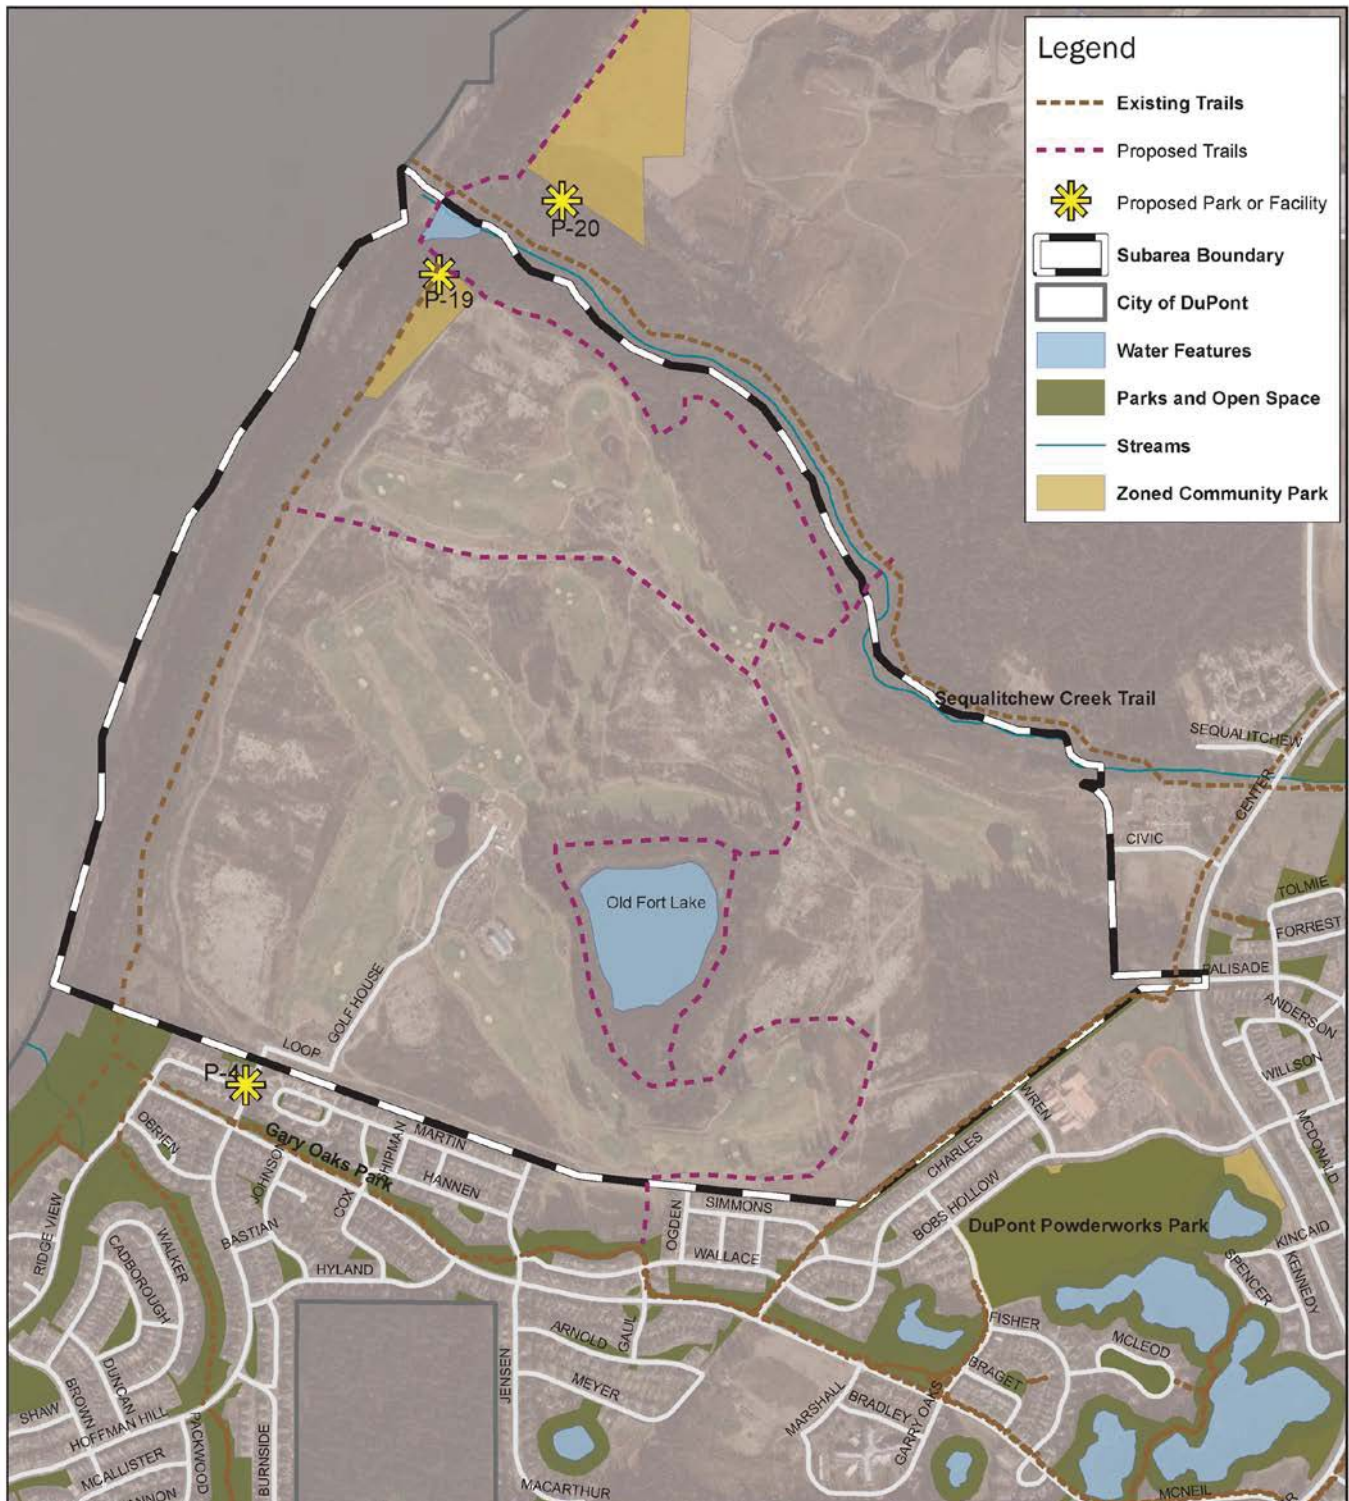 Legend
Existing Trails
Proposed Trails
Proposed Park or Facility
Subarea Boundary
City of DuPont
Water Features
Parks and Open Space
Streams
Zoned Community Park
P-20
P-19
Sequalitchew Creek Trail
SEQUALITCHEW
CENTER
CIVIC
TOLMIE
FORREST
Old Fort Lake
PALISADE
GOLF HOUSE
ANDERSON
LOOP
WILLSON
P-4
WREN
MCDONALD
OBRIEN
Gary Oaks Park
MARTIN
CHARLES
JOHNSON
HANNEN
BOBS HOLLOW
COX
SIMMONS
OGDEN
DuPont Powderworks Park
RIDGE VIEW
WALKER
BASTIAN
WALLACE
KINCAID
CADBOROUGH
HYLAND
SPENCER
KENNEDY
ARNOLD
GAUL
FISHER
MCLEOD
BRAGET
DUNCAN
JENSEN
MEYER
BROWN
MARSHALL
BRADLEY
GARRY OAKS
SHAW
HOFFMAN HILL
PACKWOOD
BURNSIDE
MCALLISTER
MACARTHUR
MCNEIL